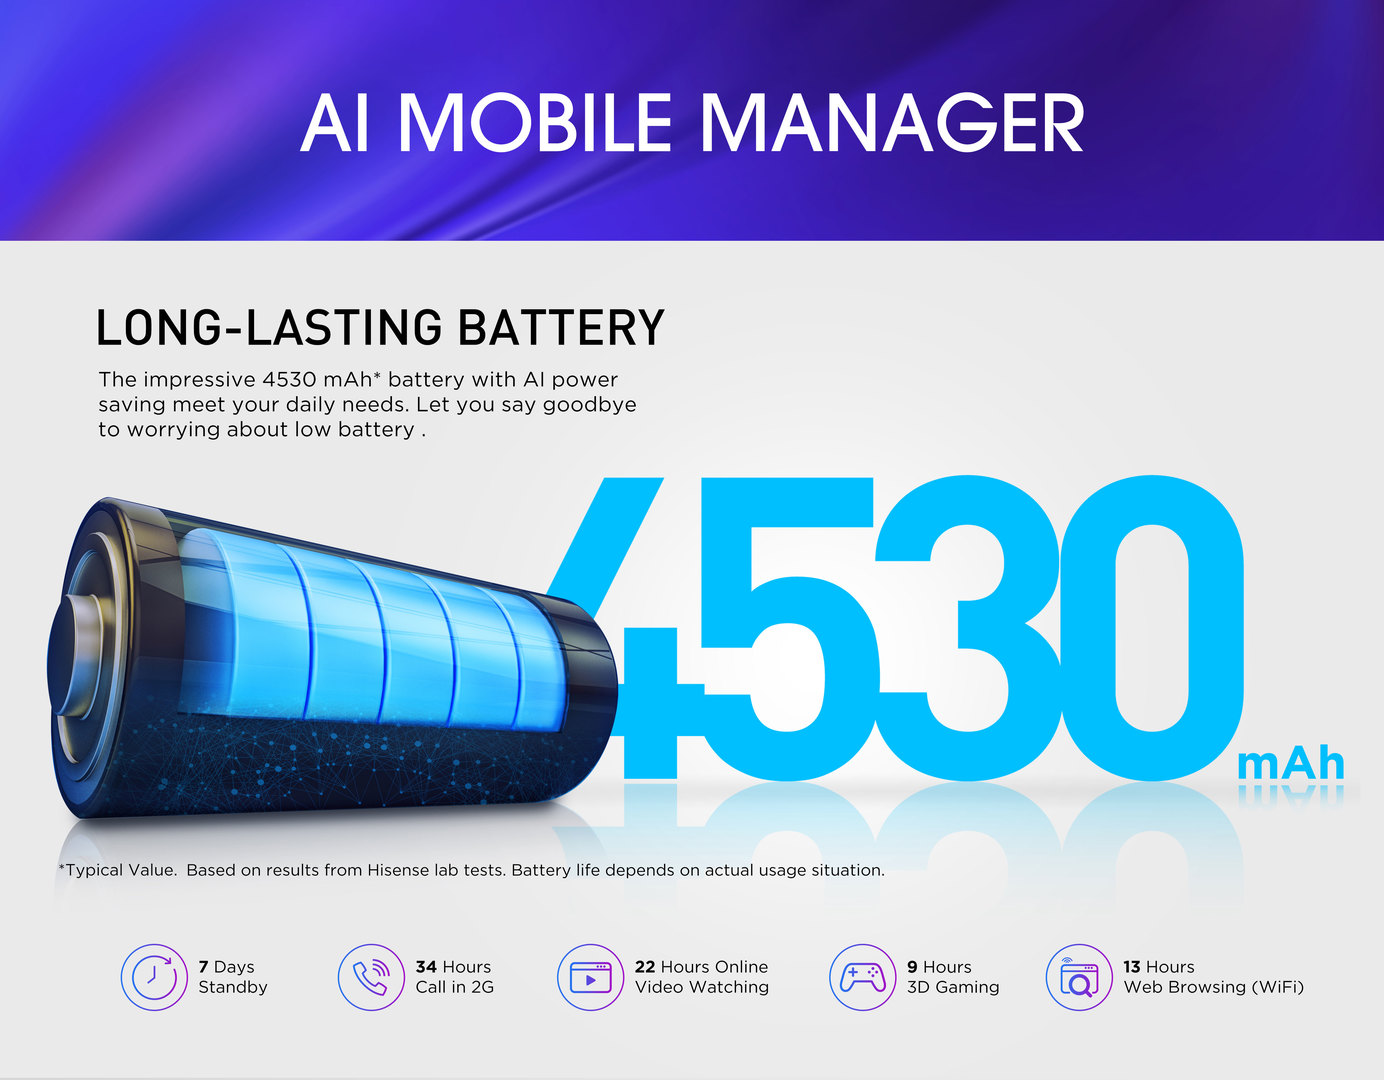 AI MOBILE MANAGER
LONG-LASTING BATTERY
The impressive 4530 mAh* battery with AI power
saving meet your daily needs. Let you say goodbye
to worrying about low battery .
4530 mAh
*Typical Value.  Based on results from Hisense lab tests. Battery life depends on actual usage situation.
7 Days
Standby
34 Hours
Call in 2G
22 Hours Online
Video Watching
9 Hours
3D Gaming
13 Hours
Web Browsing (WiFi)